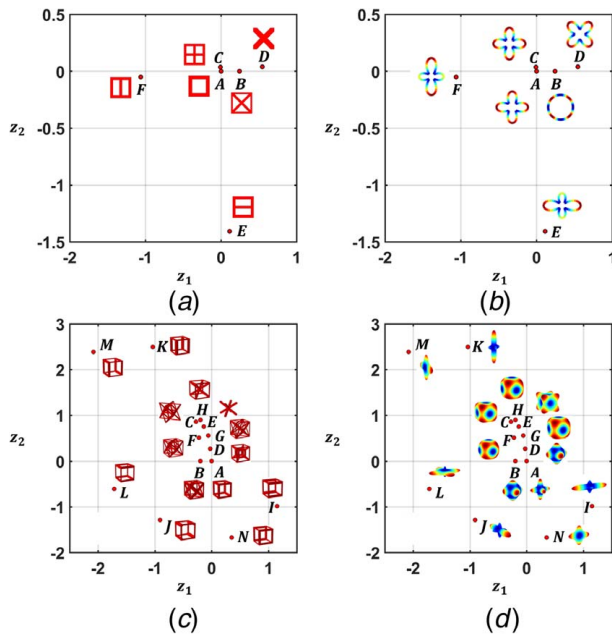 0.5
0
-0.5
-1
-1.5
z₂
C D
F A B
E
-2 -1 0 1
z₁
(a)
0.5
0
-0.5
-1
-1.5
z₂
C D
F A B
E
-2 -1 0 1
z₁
(b)
3
2
1
0
-1
-2
z₂
M K
H
C E
F G
D
B A
L I
J N
-2 -1 0 1
z₁
(c)
3
2
1
0
-1
-2
z₂
M K
H
C E
F G
D
B A
L I
J N
-2 -1 0 1
z₁
(d)